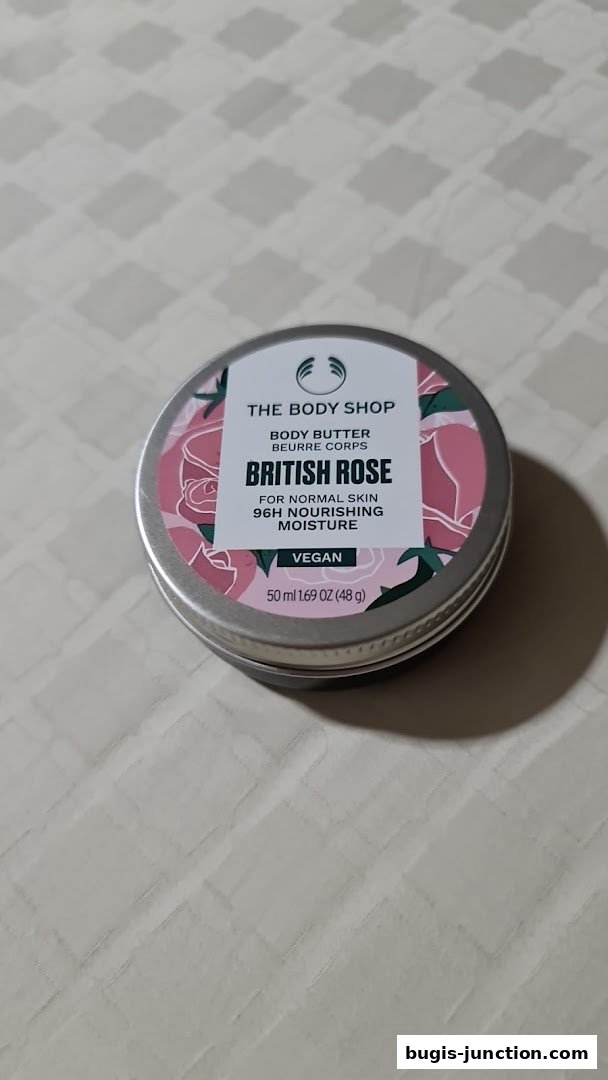 THE BODY SHOP
BODY BUTTER
BEURRE CORPS
BRITISH ROSE
FOR NORMAL SKIN
96H NOURISHING
MOISTURE
VEGAN
50 ml 1.69 OZ (48 g)
bugis-junction.com